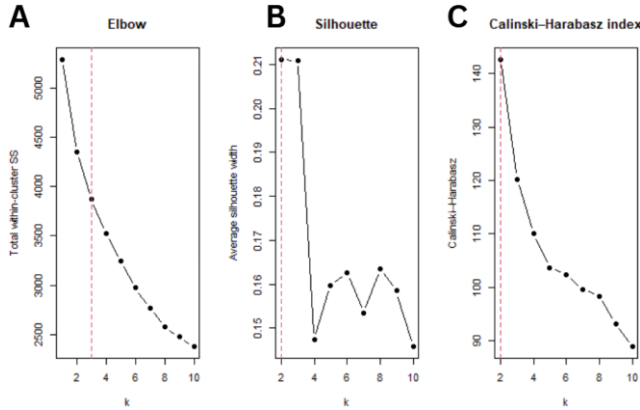 A
Elbow
Total within-cluster SS
5000
4500
4000
3500
3000
2500
2 4 6 8 10
k
B
Silhouette
Average silhouette width
0.21
0.20
0.19
0.18
0.17
0.16
0.15
2 4 6 8 10
k
C
Calinski–Harabasz index
Calinski–Harabasz
140
130
120
110
100
90
2 4 6 8 10
k